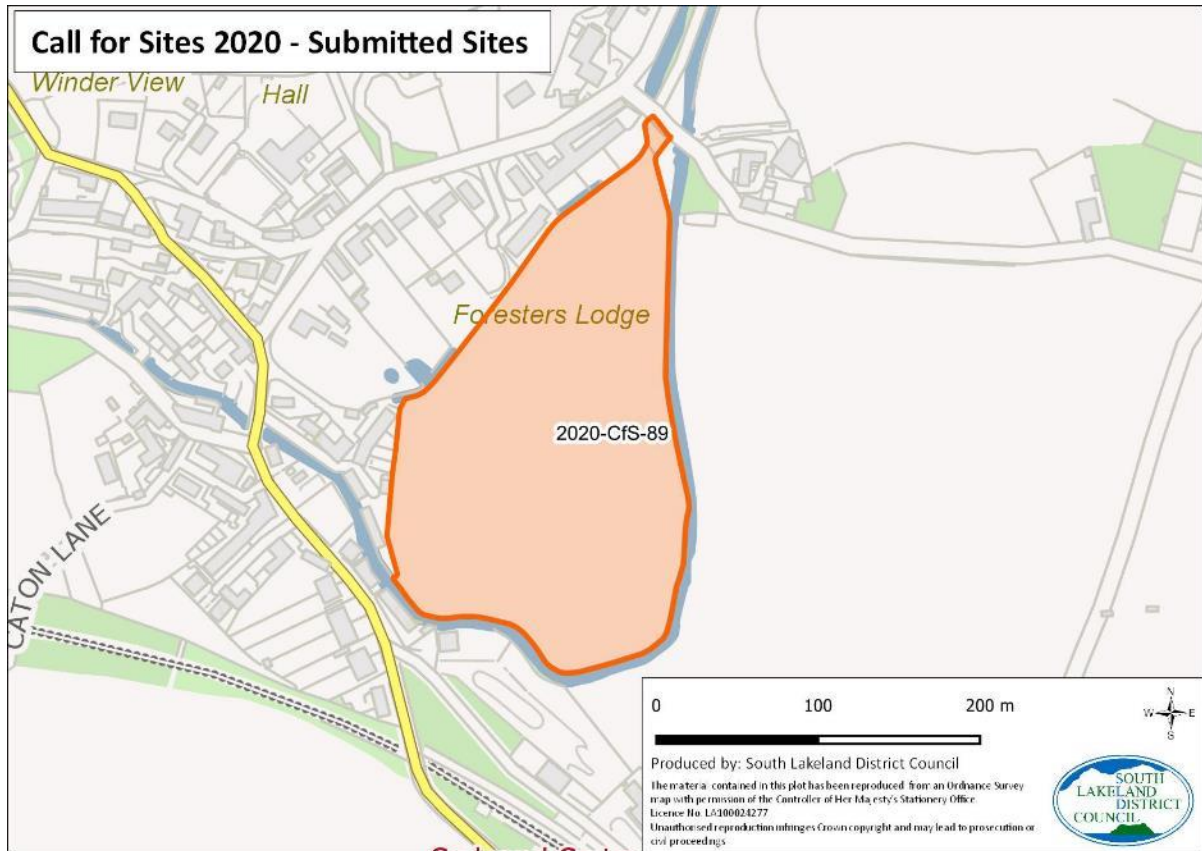 Call for Sites 2020 - Submitted Sites
Winder View
Hall
Foresters Lodge
2020-CfS-89
CATON LANE
0 100 200 m
N
W E
S
Produced by: South Lakeland District Council
The material contained in this plot has been reproduced from an Ordnance Survey
map with permission of the Controller of Her Majesty's Stationery Office.
Licence No. LA100024277
Unauthorised reproduction infringes Crown copyright and may lead to prosecution or
civil proceedings
SOUTH
LAKELAND
DISTRICT
COUNCIL